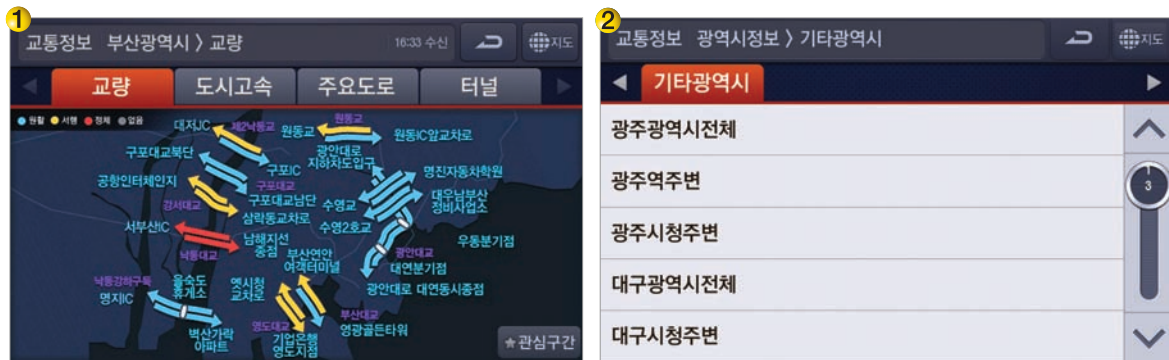 1
교통정보 부산광역시 > 교량
16:33 수신
지도
교량
도시고속
주요도로
터널
원활 서행 정체 없음
대저JC
제2낙동교
원동교
원동교
원동IC앞교차로
구포대교북단
구포IC
광안대로
지하차도입구
명진자동차학원
공항인터체인지
구포대교
구포대교남단
수영교
대우남부산
정비사업소
강서대교
삼락동교차로
수영2호교
서부산IC
남해지선
종점
우동분기점
낙동대교
부산연안
여객터미널
광안대교
대연분기점
낙동강하구둑
을숙도
휴게소
옛시청
교차로
광안대로
대연동시종점
명지IC
부산대교
영광골든타워
벽산가락
아파트
영도대교
기업은행
영도지점
관심구간
2
교통정보 광역시정보 > 기타광역시
지도
기타광역시
광주광역시전체
광주역주변
3
광주시청주변
대구광역시전체
대구시청주변